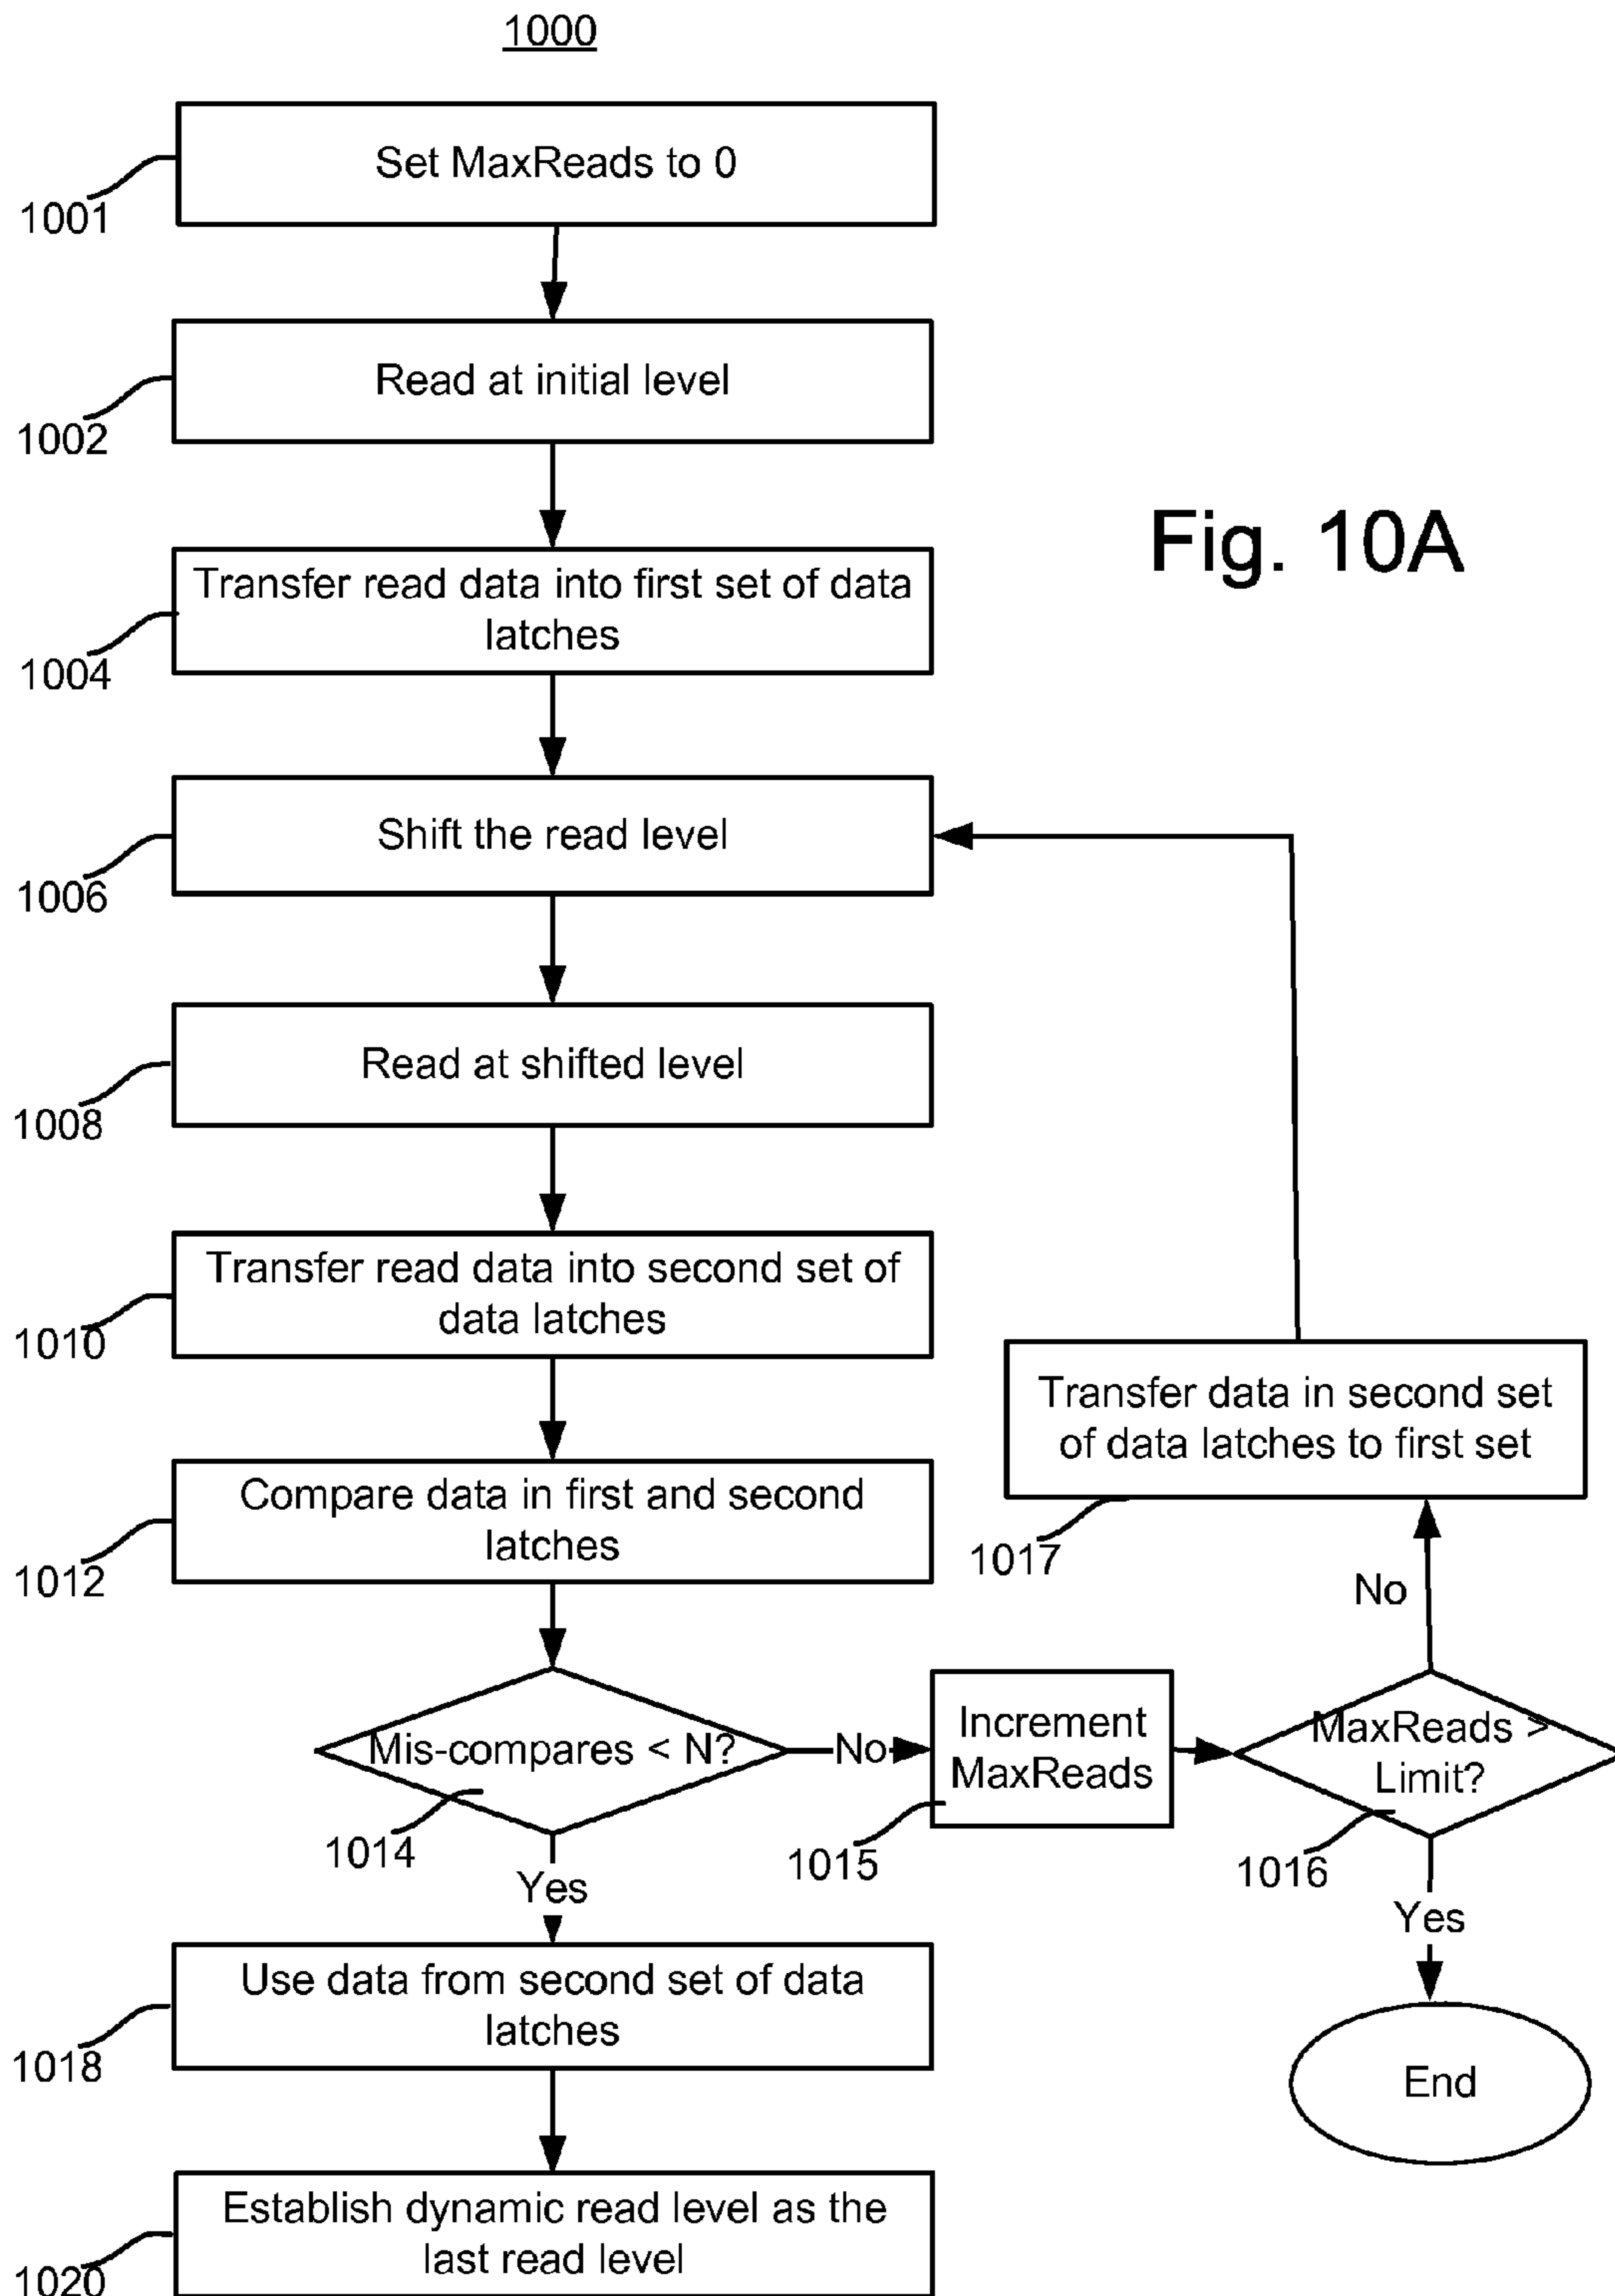 1000
Set MaxReads to 0
1001
Read at initial level
1002
Fig. 10A
Transfer read data into first set of data
latches
1004
Shift the read level
1006
Read at shifted level
1008
Transfer read data into second set of
data latches
1010
Transfer data in second set
of data latches to first set
1017
Compare data in first and second
latches
1012
No
Mis-compares < N?
No
Increment
MaxReads
MaxReads >
Limit?
1014
1015
1016
Yes
Yes
Use data from second set of data
latches
1018
End
Establish dynamic read level as the
last read level
1020